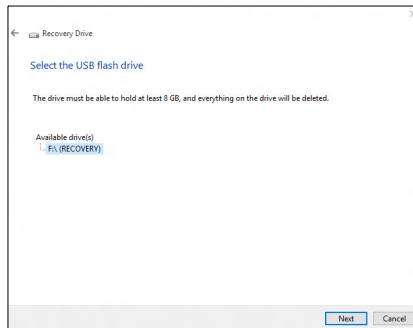 Recovery Drive
Select the USB flash drive
The drive must be able to hold at least 8 GB, and everything on the drive will be deleted.
Available drive(s)
F:\ (RECOVERY)
Next Cancel